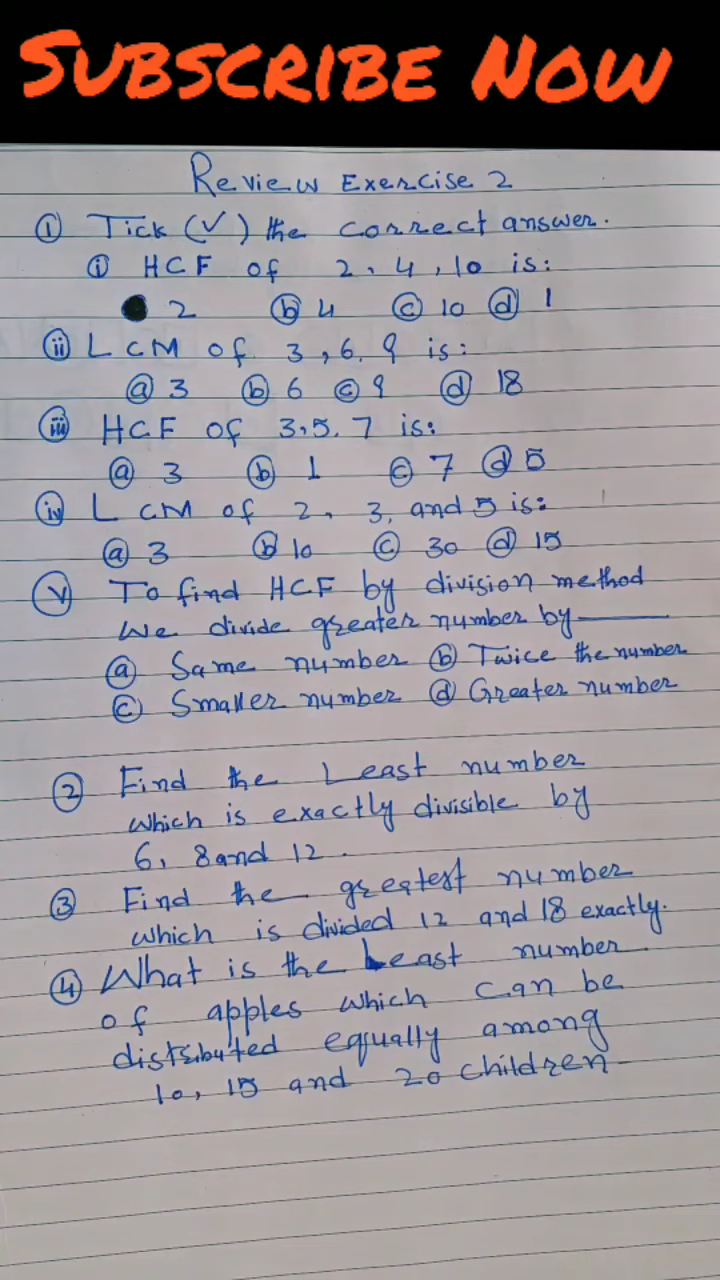 SUBSCRIBE NOW
Review Exercise 2
① Tick (✓) the correct answer.
ⓘ HCF of 2, 4, 10 is:
2 ⓑ 4 ⓒ 10 ⓓ 1
ⓘⓘ LCM of 3, 6, 9 is:
ⓐ 3 ⓑ 6 ⓒ 9 ⓓ 18
ⓘⓘⓘ HCF of 3, 5, 7 is:
ⓐ 3 ⓑ 1 ⓒ 7 ⓓ 5
ⓘⓥ LCM of 2, 3, and 5 is:
ⓐ 3 ⓑ 10 ⓒ 30 ⓓ 15
ⓥ To find HCF by division method
We divide greater number by ———
ⓐ Same number ⓑ Twice the number
ⓒ Smaller number ⓓ Greater number
② Find the Least number
which is exactly divisible by
6, 8 and 12.
③ Find the greatest number
which is divided 12 and 18 exactly.
④ What is the Least number
of apples which can be
distributed equally among
10, 15 and 20 children